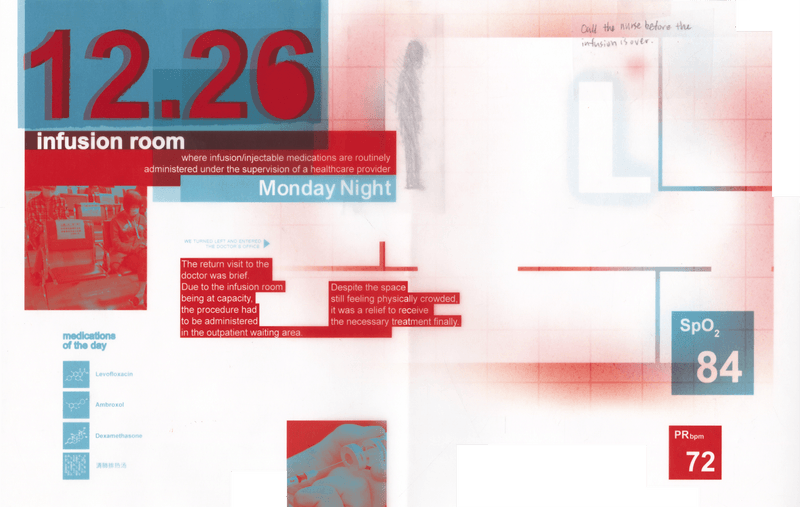 12.26
Call the nurse before the
infusion is over.
infusion room
where infusion/injectable medications are routinely
administered under the supervision of a healthcare provider
Monday Night
L
WE TURNED LEFT AND ENTERED
THE DOCTOR'S OFFICE
The return visit to the
doctor was brief.
Due to the infusion room
being at capacity,
the procedure had
to be administered
in the outpatient waiting area.
Despite the space
still feeling physically crowded,
it was a relief to receive
the necessary treatment finally.
medications
of the day
Levofloxacin
Ambroxol
Dexamethasone
SpO2
84
PRbpm
72